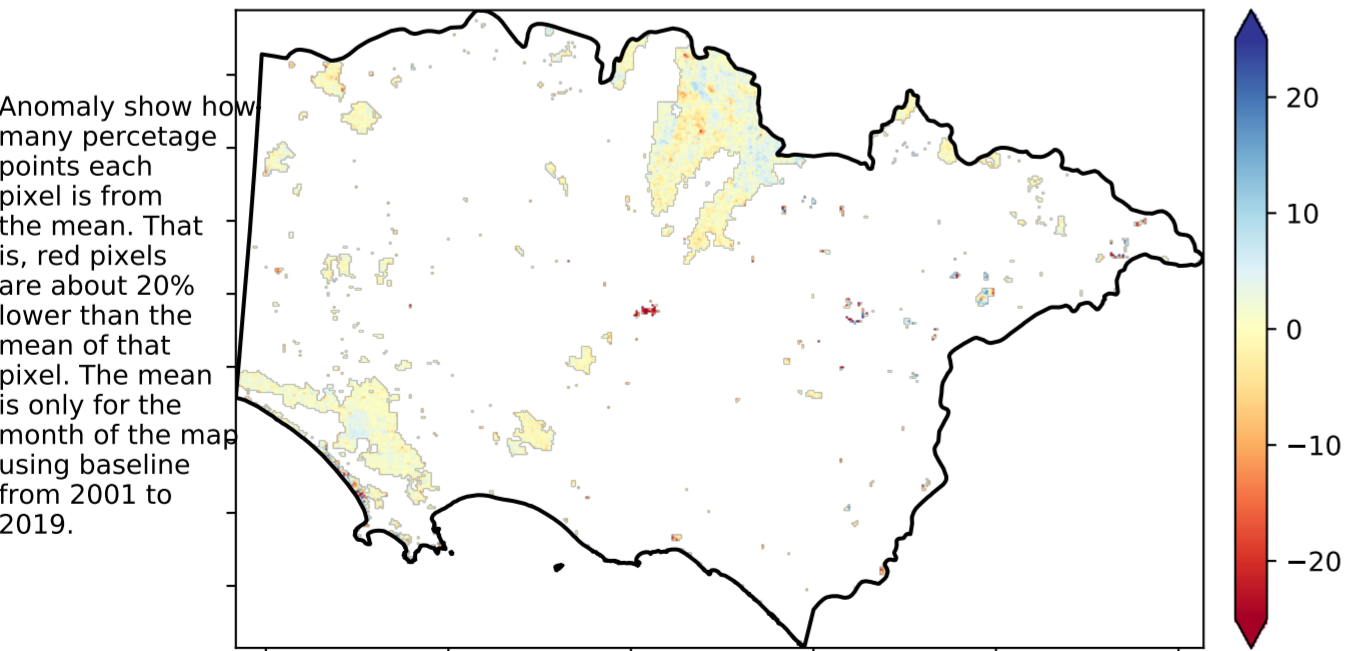 Anomaly show how
many percetage
points each
pixel is from
the mean. That
is, red pixels
are about 20%
lower than the
mean of that
pixel. The mean
is only for the
month of the map
using baseline
from 2001 to
2019.
20
10
0
−10
−20